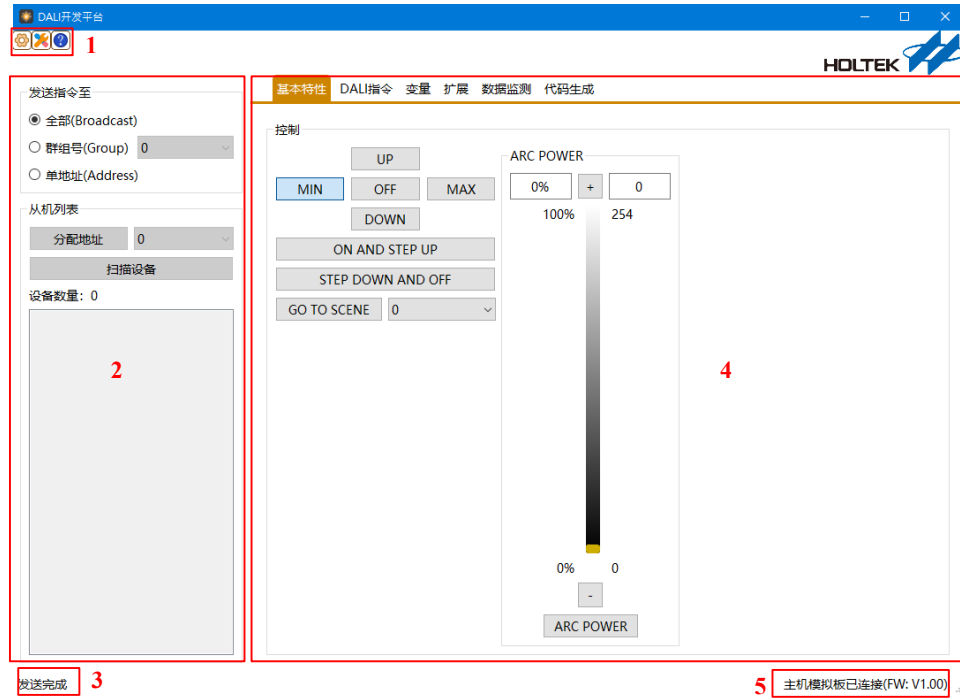 DALI开发平台
1
HOLTEK
发送指令至
全部(Broadcast)
群组号(Group) 0
单地址(Address)
从机列表
分配地址 0
扫描设备
设备数量: 0
2
基本特性 DALI指令 变量 扩展 数据监测 代码生成
控制
UP
MIN OFF MAX
DOWN
ON AND STEP UP
STEP DOWN AND OFF
GO TO SCENE 0
ARC POWER
0% + 0
100% 254
0% 0
-
ARC POWER
4
发送完成 3
5 主机模拟板已连接(FW: V1.00)